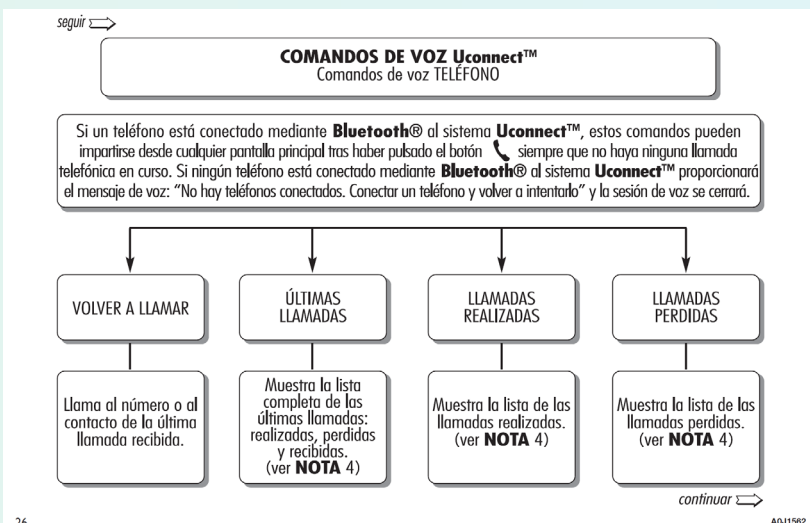 seguir
COMANDOS DE VOZ Uconnect™
Comandos de voz TELÉFONO
Si un teléfono está conectado mediante Bluetooth® al sistema Uconnect™, estos comandos pueden
impartirse desde cualquier pantalla principal tras haber pulsado el botón siempre que no haya ninguna llamada
telefónica en curso. Si ningún teléfono está conectado mediante Bluetooth® al sistema Uconnect™ proporcionará
el mensaje de voz: “No hay teléfonos conectados. Conectar un teléfono y volver a intentarlo” y la sesión de voz se cerrará.
VOLVER A LLAMAR
Llama al número o al
contacto de la última
llamada recibida.
ÚLTIMAS
LLAMADAS
Muestra la lista
completa de las
últimas llamadas:
realizadas, perdidas
y recibidas.
(ver NOTA 4)
LLAMADAS
REALIZADAS
Muestra la lista de las
llamadas realizadas.
(ver NOTA 4)
LLAMADAS
PERDIDAS
Muestra la lista de las
llamadas perdidas.
(ver NOTA 4)
continuar
26
A0J1562